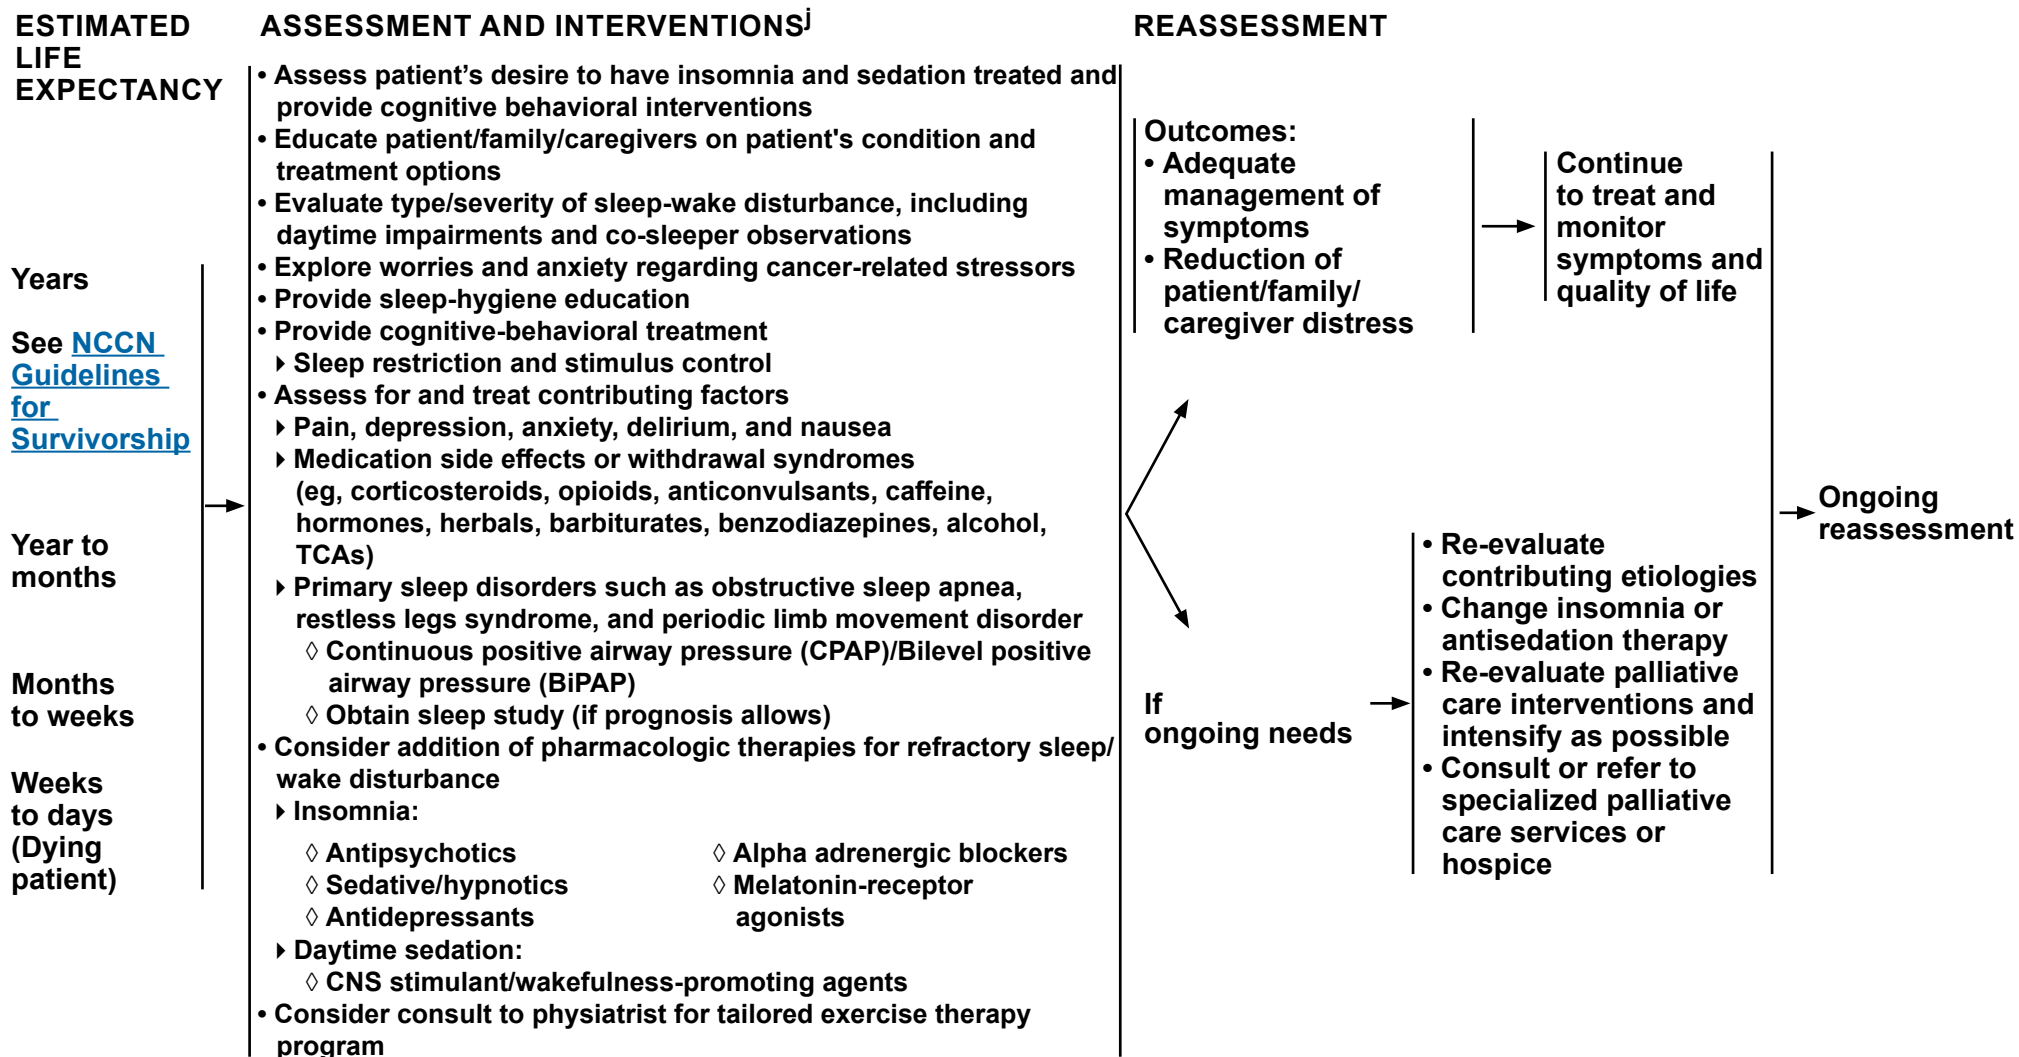 ESTIMATED
LIFE
EXPECTANCY
ASSESSMENT AND INTERVENTIONSʲ
• Assess patient’s desire to have insomnia and sedation treated and
provide cognitive behavioral interventions
• Educate patient/family/caregivers on patient's condition and
treatment options
• Evaluate type/severity of sleep-wake disturbance, including
daytime impairments and co-sleeper observations
• Explore worries and anxiety regarding cancer-related stressors
• Provide sleep-hygiene education
• Provide cognitive-behavioral treatment
▸ Sleep restriction and stimulus control
• Assess for and treat contributing factors
▸ Pain, depression, anxiety, delirium, and nausea
▸ Medication side effects or withdrawal syndromes
(eg, corticosteroids, opioids, anticonvulsants, caffeine,
hormones, herbals, barbiturates, benzodiazepines, alcohol,
TCAs)
▸ Primary sleep disorders such as obstructive sleep apnea,
restless legs syndrome, and periodic limb movement disorder
◊ Continuous positive airway pressure (CPAP)/Bilevel positive
airway pressure (BiPAP)
◊ Obtain sleep study (if prognosis allows)
• Consider addition of pharmacologic therapies for refractory sleep/
wake disturbance
▸ Insomnia:
◊ Antipsychotics
◊ Sedative/hypnotics
◊ Antidepressants
◊ Alpha adrenergic blockers
◊ Melatonin-receptor
agonists
▸ Daytime sedation:
◊ CNS stimulant/wakefulness-promoting agents
• Consider consult to physiatrist for tailored exercise therapy
program
Years
See NCCN
Guidelines
for
Survivorship
Year to
months
Months
to weeks
Weeks
to days
(Dying
patient)
REASSESSMENT
Outcomes:
• Adequate
management of
symptoms
• Reduction of
patient/family/
caregiver distress
Continue
to treat and
monitor
symptoms and
quality of life
If
ongoing needs
• Re-evaluate
contributing etiologies
• Change insomnia or
antisedation therapy
• Re-evaluate palliative
care interventions and
intensify as possible
• Consult or refer to
specialized palliative
care services or
hospice
Ongoing
reassessment